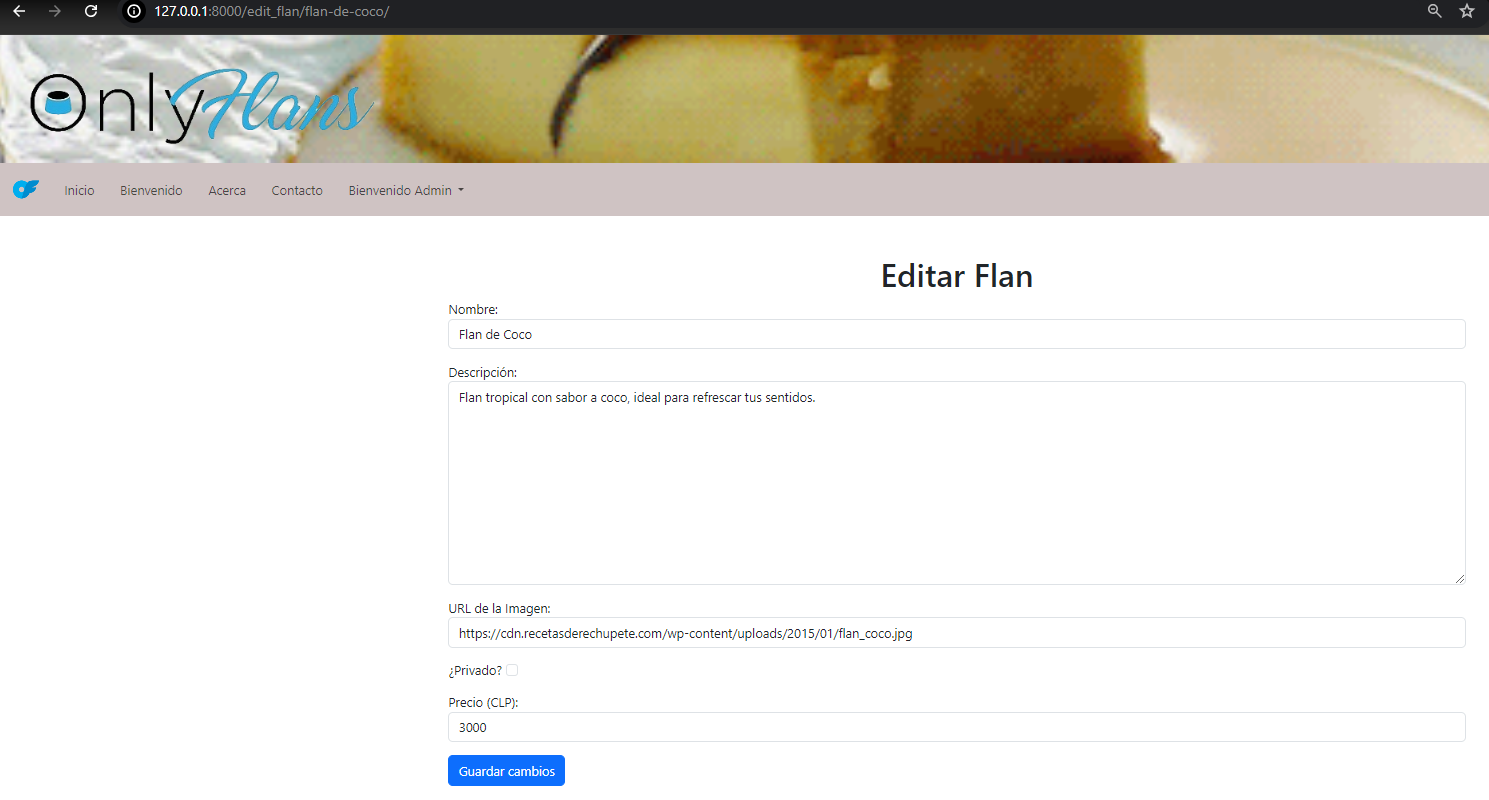 127.0.0.1:8000/edit_flan/flan-de-coco/
OnlyFlans
Inicio Bienvenido Acerca Contacto Bienvenido Admin
Editar Flan
Nombre:
Flan de Coco
Descripción:
Flan tropical con sabor a coco, ideal para refrescar tus sentidos.
URL de la Imagen:
https://cdn.recetasderechupete.com/wp-content/uploads/2015/01/flan_coco.jpg
¿Privado?
Precio (CLP):
3000
Guardar cambios